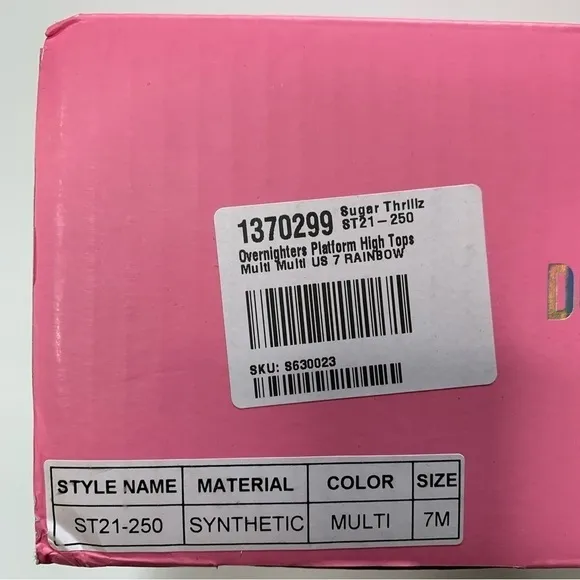 1370299 Sugar Thrillz
ST21-250
Overnighters Platform High Tops
Multi Multi US 7 RAINBOW
SKU: S630023
D
STYLE NAME MATERIAL COLOR SIZE
ST21-250 SYNTHETIC MULTI 7M